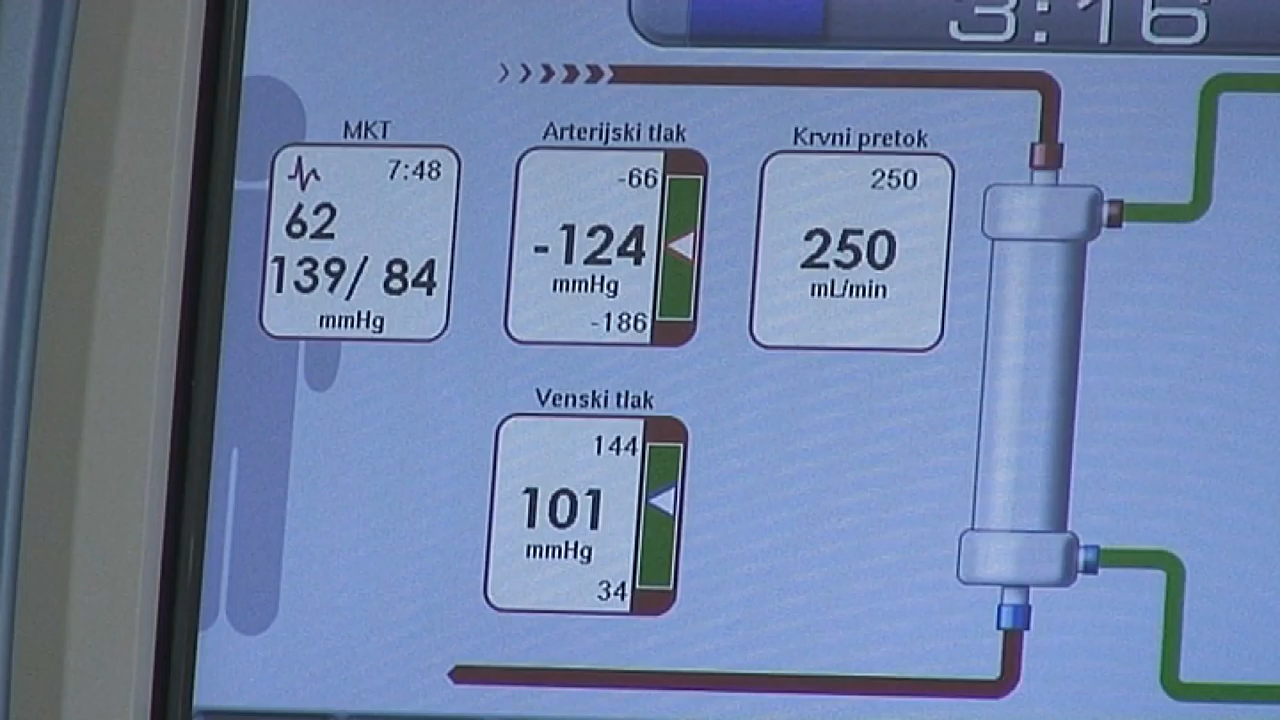 3:16
MKT
7:48
62
139/ 84
mmHg
Arterijski tlak
-66
-124
mmHg
-186
Krvni pretok
250
250
mL/min
Venski tlak
144
101
mmHg
34